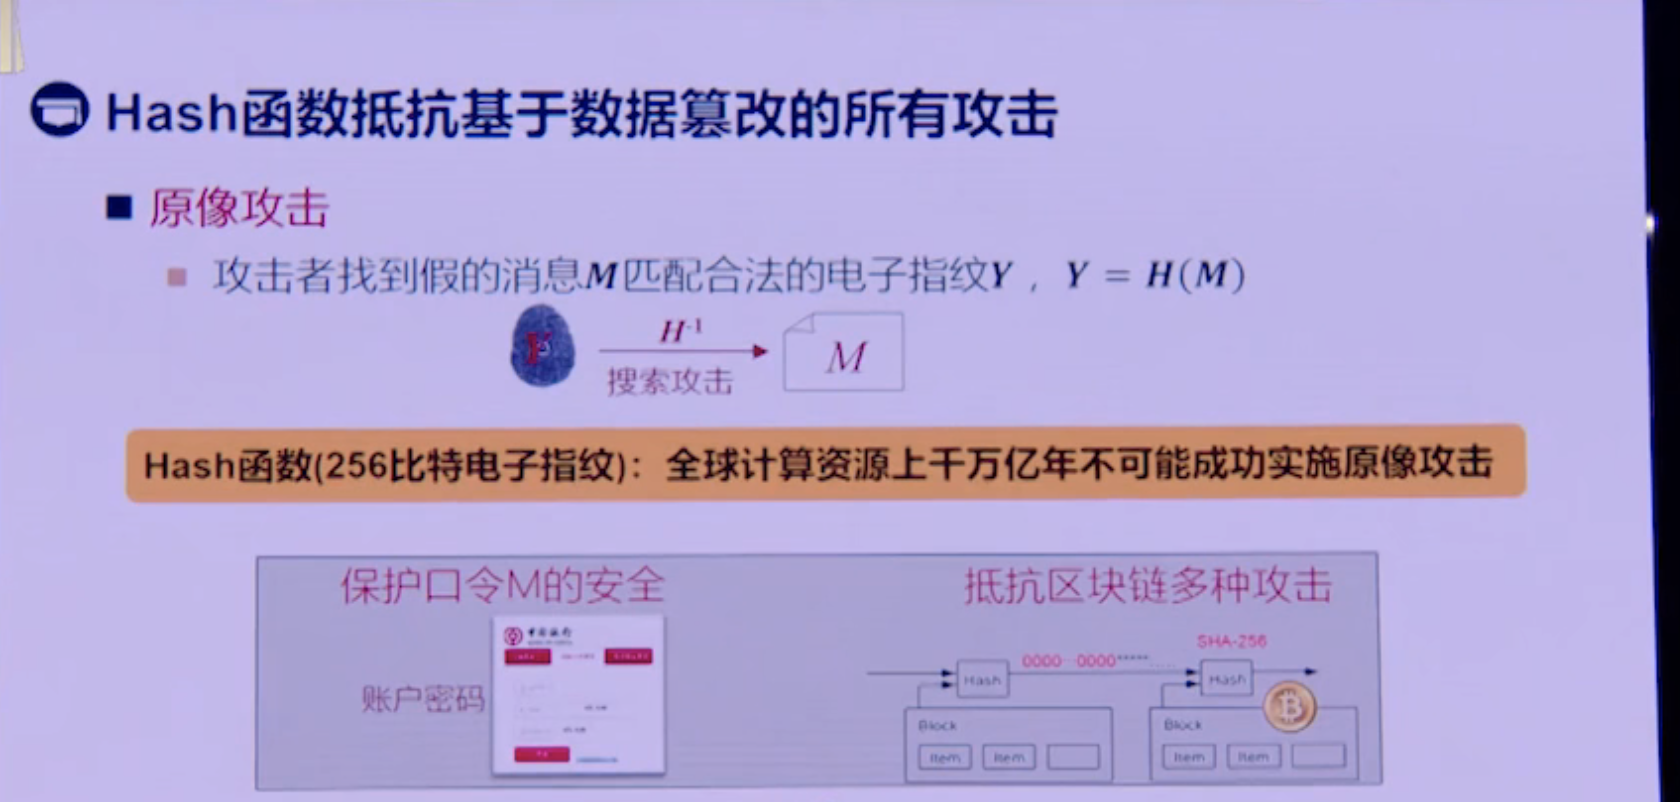 Hash函数抵抗基于数据篡改的所有攻击
原像攻击
攻击者找到假的消息M匹配合法的电子指纹Y，Y = H(M)
Y
H-1
搜索攻击
M
Hash函数(256比特电子指纹)：全球计算资源上千万亿年不可能成功实施原像攻击
保护口令M的安全
抵抗区块链多种攻击
中国银行
账户密码
SHA-256
0000 0000
Hash
Hash
Block
Block
Item
Item
Item
Item